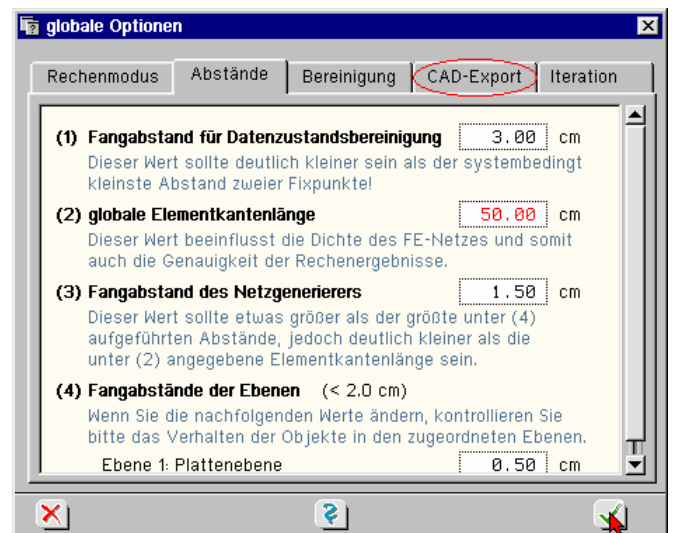 globale Optionen
Rechenmodus Abstände Bereinigung CAD-Export Iteration
(1) Fangabstand für Datenzustandsbereinigung 3.00 cm
Dieser Wert sollte deutlich kleiner sein als der systembedingt
kleinste Abstand zweier Fixpunkte!
(2) globale Elementkantenlänge 50.00 cm
Dieser Wert beeinflusst die Dichte des FE-Netzes und somit
auch die Genauigkeit der Rechenergebnisse.
(3) Fangabstand des Netzgenerierers 1.50 cm
Dieser Wert sollte etwas größer als der größte unter (4)
aufgeführten Abstände, jedoch deutlich kleiner als die
unter (2) angegebene Elementkantenlänge sein.
(4) Fangabstände der Ebenen (< 2.0 cm)
Wenn Sie die nachfolgenden Werte ändern, kontrollieren Sie
bitte das Verhalten der Objekte in den zugeordneten Ebenen.
Ebene 1: Plattenebene 0.50 cm